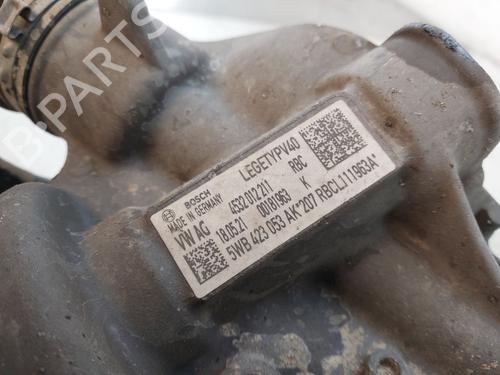 BOSCH
MADE IN GERMANY
VW AG
LEGETYPV40
4532 012 211 RBC
18.05.21 00181963 K
5WB 423 053 AK*207 RBCL111963A*
B-PARTS